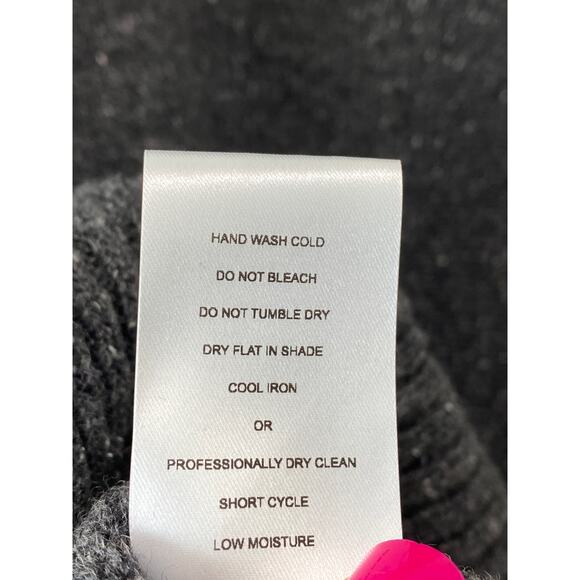 HAND WASH COLD
DO NOT BLEACH
DO NOT TUMBLE DRY
DRY FLAT IN SHADE
COOL IRON
OR
PROFESSIONALLY DRY CLEAN
SHORT CYCLE
LOW MOISTURE